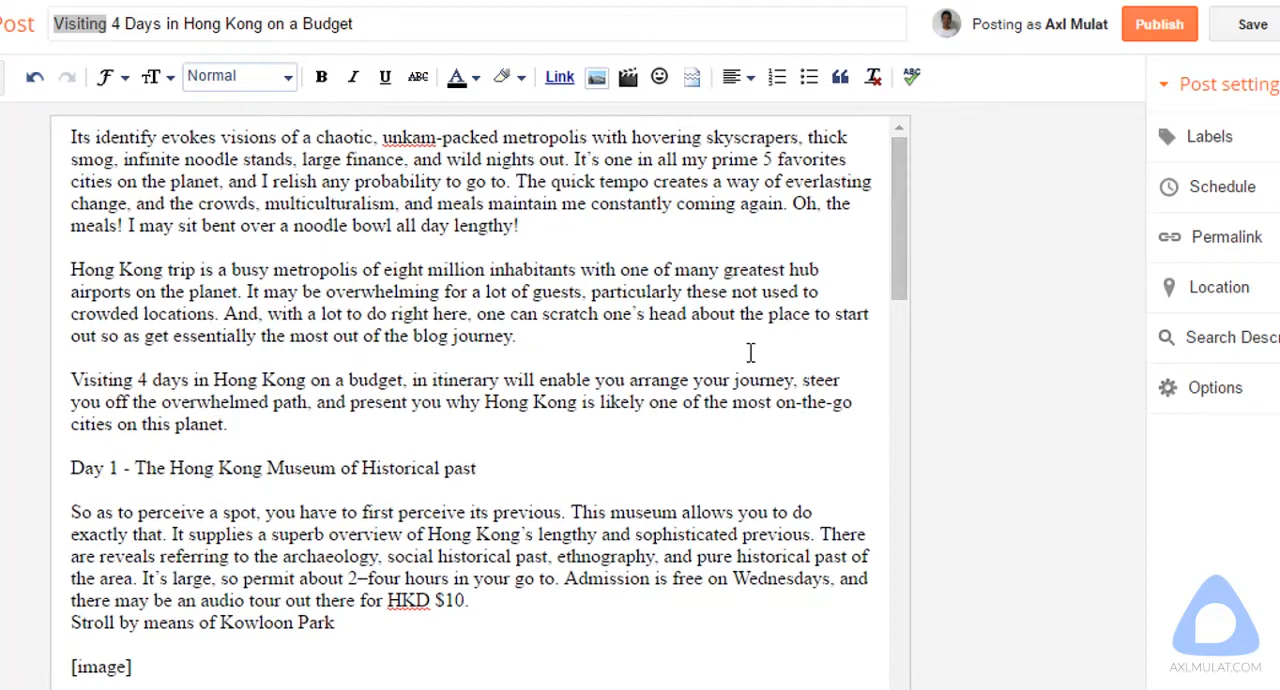 Post
Visiting 4 Days in Hong Kong on a Budget
Posting as Axl Mulat
Publish
Save
Normal
B I U ABC A Link ABC
Post setting
Labels
Schedule
Permalink
Location
Search Descr
Options
Its identify evokes visions of a chaotic, unkam-packed metropolis with hovering skyscrapers, thick
smog, infinite noodle stands, large finance, and wild nights out. It's one in all my prime 5 favorites
cities on the planet, and I relish any probability to go to. The quick tempo creates a way of everlasting
change, and the crowds, multiculturalism, and meals maintain me constantly coming again. Oh, the
meals! I may sit bent over a noodle bowl all day lengthy!
Hong Kong trip is a busy metropolis of eight million inhabitants with one of many greatest hub
airports on the planet. It may be overwhelming for a lot of guests, particularly these not used to
crowded locations. And, with a lot to do right here, one can scratch one's head about the place to start
out so as get essentially the most out of the blog journey.
Visiting 4 days in Hong Kong on a budget, in itinerary will enable you arrange your journey, steer
you off the overwhelmed path, and present you why Hong Kong is likely one of the most on-the-go
cities on this planet.
Day 1 - The Hong Kong Museum of Historical past
So as to perceive a spot, you have to first perceive its previous. This museum allows you to do
exactly that. It supplies a superb overview of Hong Kong's lengthy and sophisticated previous. There
are reveals referring to the archaeology, social historical past, ethnography, and pure historical past of
the area. It's large, so permit about 2–four hours in your go to. Admission is free on Wednesdays, and
there may be an audio tour out there for HKD $10.
Stroll by means of Kowloon Park
[image]
AXLMULAT.COM